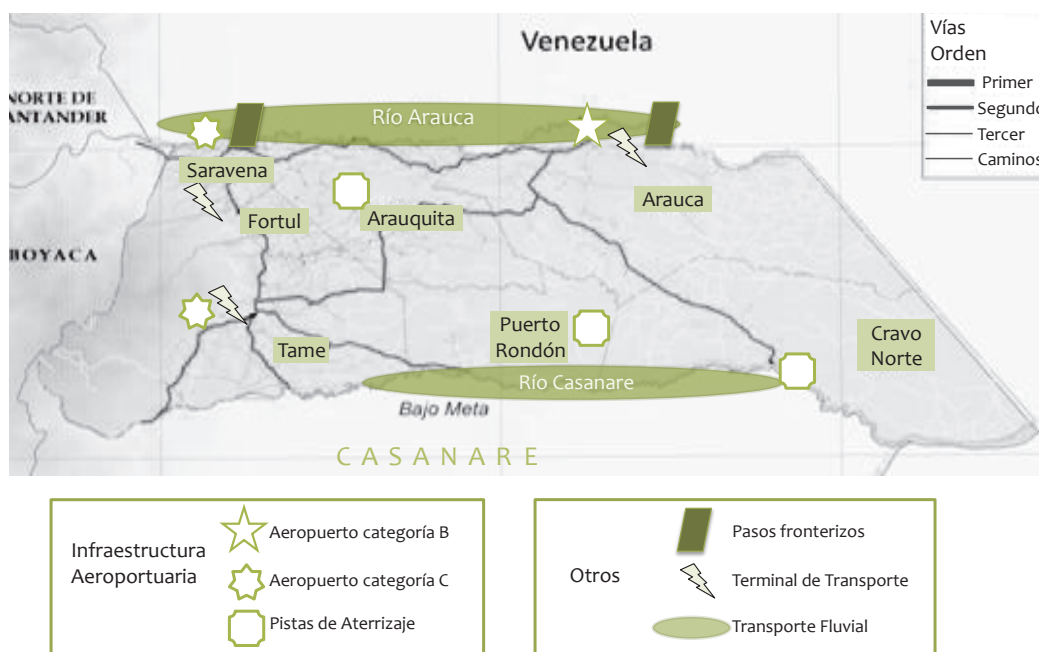 Venezuela
Vías
Orden
Primer
Segundo
Tercer
Caminos
NORTE DE
SANTANDER
Río Arauca
Saravena
Fortul
Arauquita
Arauca
BOYACA
Tame
Puerto
Rondón
Cravo
Norte
Río Casanare
Bajo Meta
CASANARE
Infraestructura
Aeroportuaria
Aeropuerto categoría B
Aeropuerto categoría C
Pistas de Aterrizaje
Otros
Pasos fronterizos
Terminal de Transporte
Transporte Fluvial